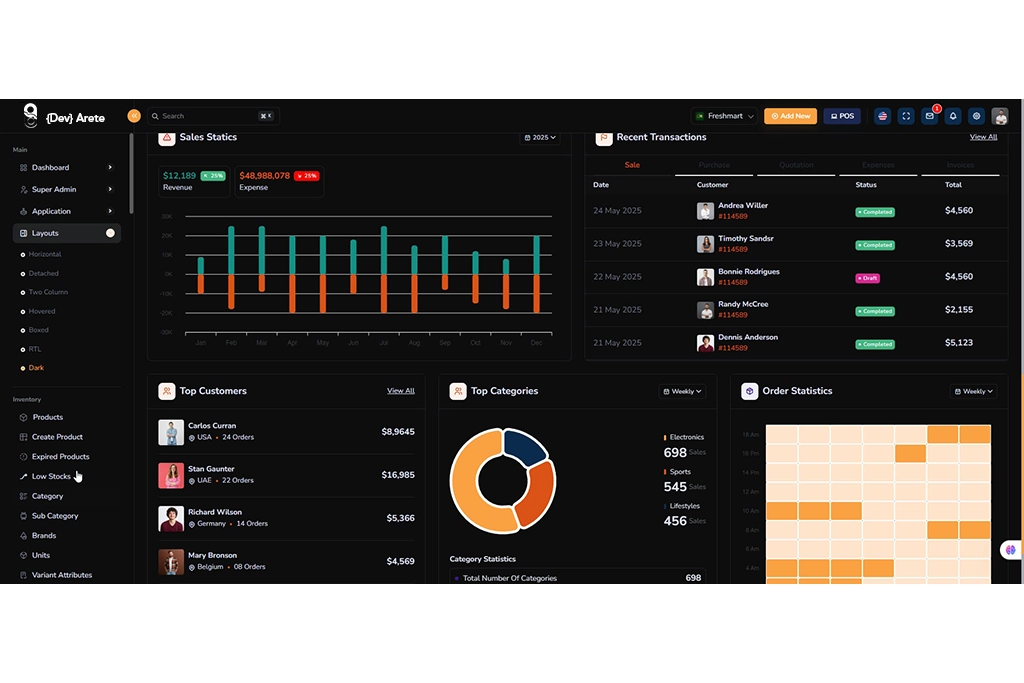 {Dev} Arete
Search
⌘ K
Freshmart
Add New
POS
1
Main
Dashboard
Super Admin
Application
Layouts
Horizontal
Detached
Two Column
Hovered
Boxed
RTL
Dark
Inventory
Products
Create Product
Expired Products
Low Stocks
Category
Sub Category
Brands
Units
Variant Attributes
Sales Statics
2025
$12,189 25%
Revenue
$48,988,078 25%
Expense
30K
20K
10K
0K
-10K
-20K
-30K
Jan Feb Mar Apr May Jun Jul Aug Sep Oct Nov Dec
Recent Transactions
View All
Sale Purchase Quotation Expenses Invoices
Date Customer Status Total
24 May 2025 Andrea Willer Completed $4,560
#114589
23 May 2025 Timothy Sandsr Completed $3,569
#114589
22 May 2025 Bonnie Rodrigues Draft $4,560
#114589
21 May 2025 Randy McCree Completed $2,155
#114589
21 May 2025 Dennis Anderson Completed $5,123
#114589
Top Customers
View All
Carlos Curran
USA • 24 Orders
$8,9645
Stan Gaunter
UAE • 22 Orders
$16,985
Richard Wilson
Germany • 14 Orders
$5,366
Mary Bronson
Belgium • 08 Orders
$4,569
Top Categories
Weekly
Electronics
698 Sales
Sports
545 Sales
Lifestyles
456 Sales
Category Statistics
Total Number Of Categories 698
Order Statistics
Weekly
14 Pm
12 Am
10 Am
4 Am